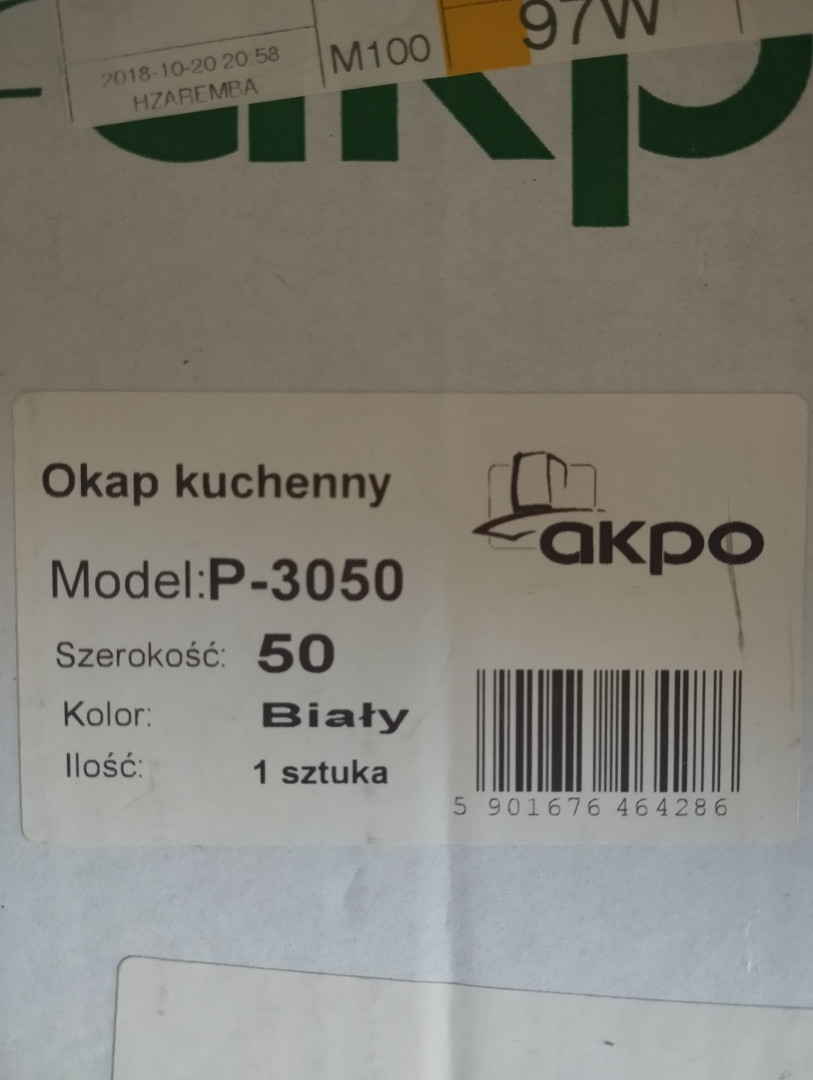 2018-10-20 20:58
HZAREMBA
M100
97W
akp
Okap kuchenny
akpo
Model:P-3050
Szerokość: 50
Kolor: Biały
Ilość: 1 sztuka
5 901676 464286